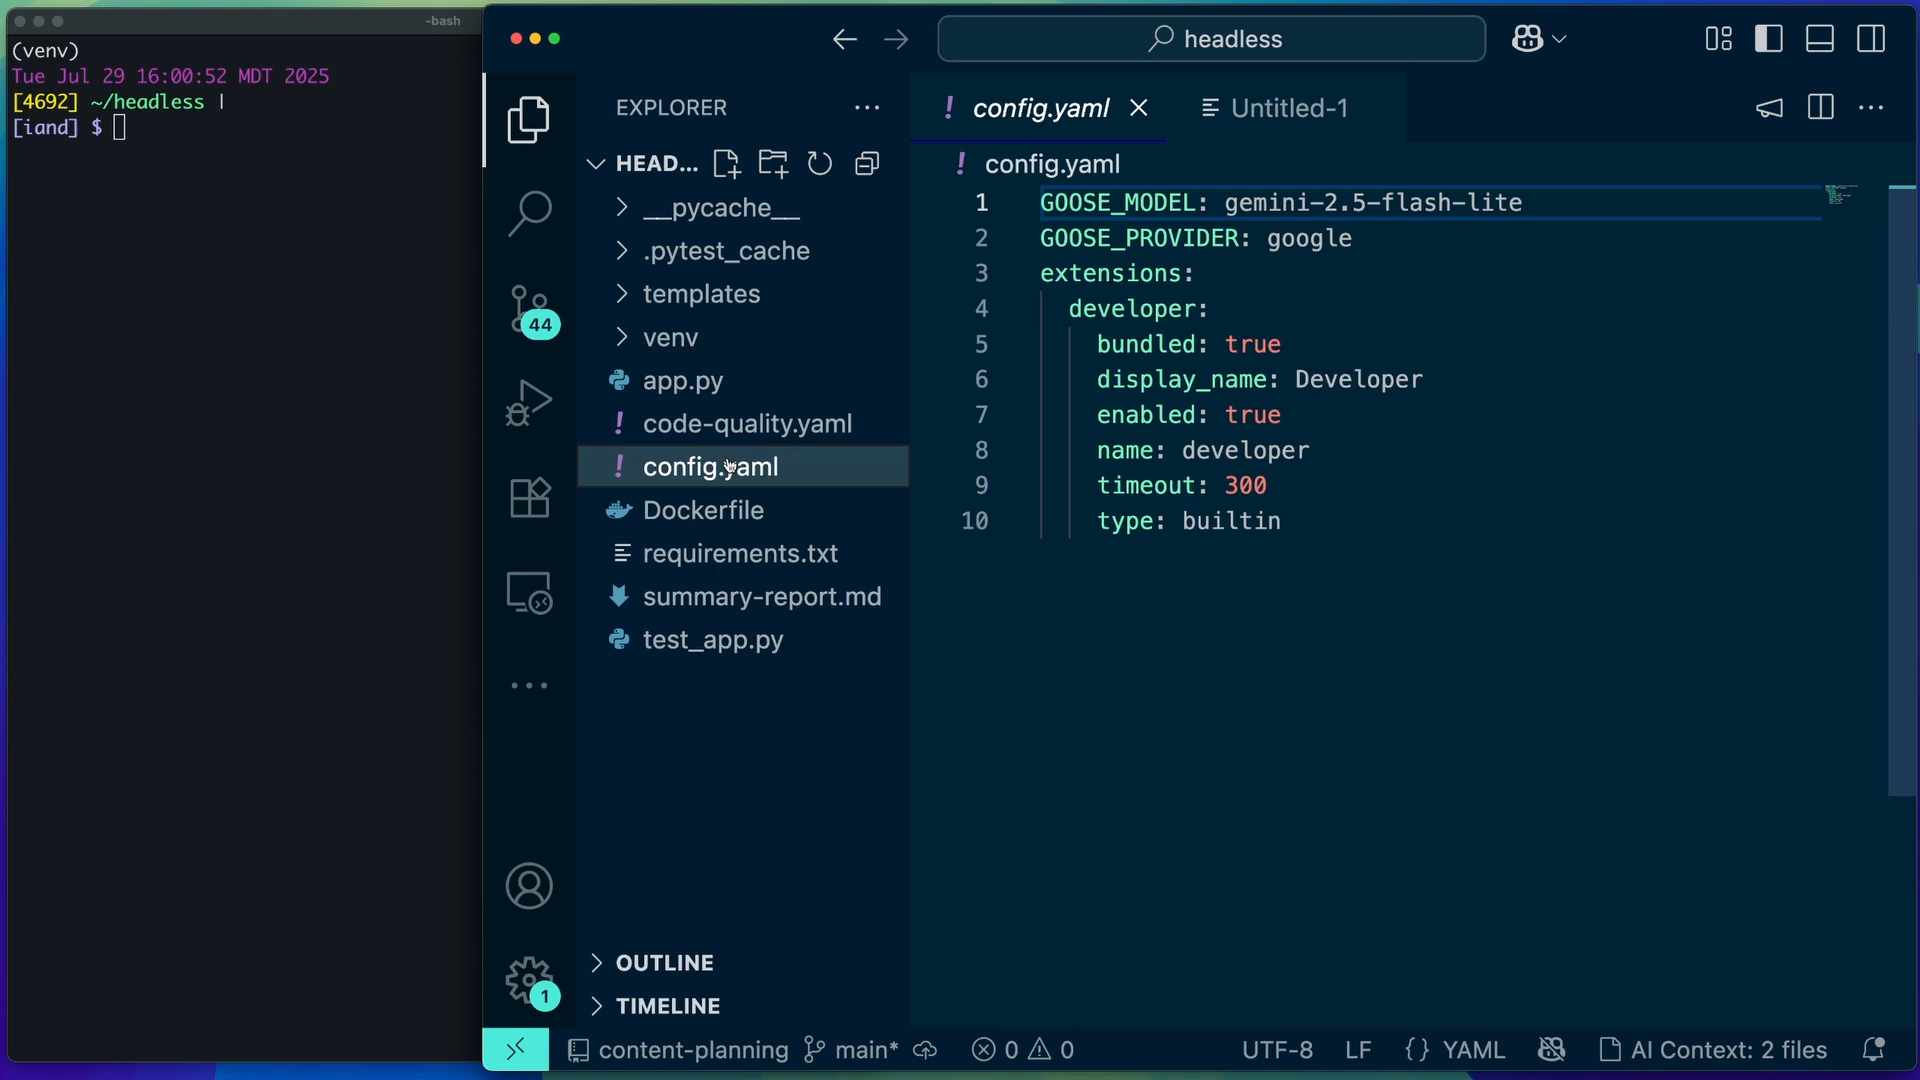 -bash
(venv)
Tue Jul 29 16:00:52 MDT 2025
[4692] ~/headless |
[iand] $
headless
EXPLORER
HEAD...
__pycache__
.pytest_cache
templates
venv
app.py
code-quality.yaml
config.yaml
Dockerfile
requirements.txt
summary-report.md
test_app.py
OUTLINE
TIMELINE
44
1
! config.yaml
Untitled-1
! config.yaml
1 GOOSE_MODEL: gemini-2.5-flash-lite
2 GOOSE_PROVIDER: google
3 extensions:
4 developer:
5 bundled: true
6 display_name: Developer
7 enabled: true
8 name: developer
9 timeout: 300
10 type: builtin
content-planning main* 0 0 UTF-8 LF {} YAML AI Context: 2 files